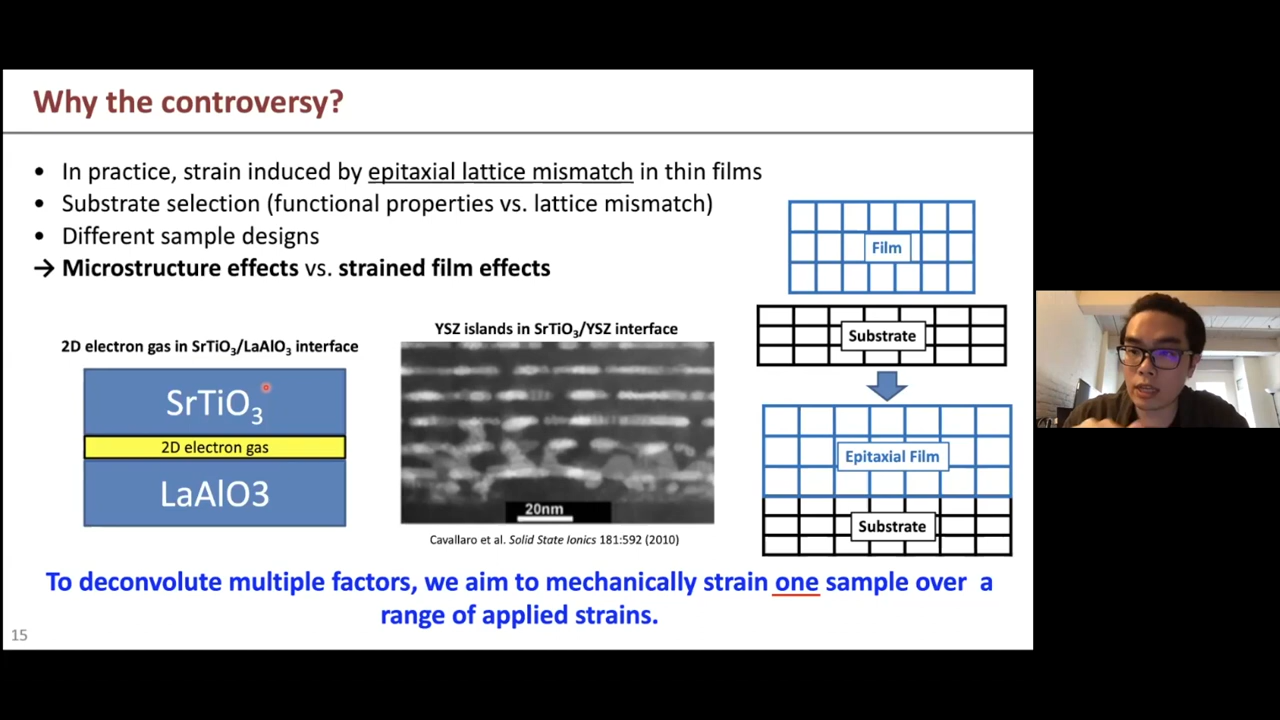 Why the controversy?
• In practice, strain induced by epitaxial lattice mismatch in thin films
• Substrate selection (functional properties vs. lattice mismatch)
• Different sample designs
→ Microstructure effects vs. strained film effects
2D electron gas in SrTiO₃/LaAlO₃ interface
SrTiO₃
2D electron gas
LaAlO3
YSZ islands in SrTiO₃/YSZ interface
20nm
Cavallaro et al. Solid State Ionics 181:592 (2010)
Film
Substrate
Epitaxial Film
Substrate
To deconvolute multiple factors, we aim to mechanically strain one sample over a
range of applied strains.
15